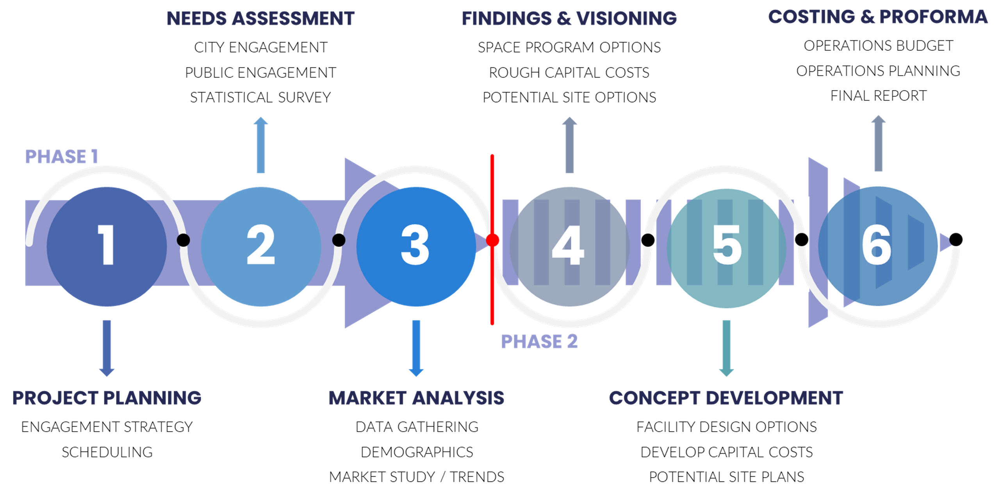 NEEDS ASSESSMENT
CITY ENGAGEMENT
PUBLIC ENGAGEMENT
STATISTICAL SURVEY
FINDINGS & VISIONING
SPACE PROGRAM OPTIONS
ROUGH CAPITAL COSTS
POTENTIAL SITE OPTIONS
COSTING & PROFORMA
OPERATIONS BUDGET
OPERATIONS PLANNING
FINAL REPORT
PHASE 1
1
2
3
4
5
6
PHASE 2
PROJECT PLANNING
ENGAGEMENT STRATEGY
SCHEDULING
MARKET ANALYSIS
DATA GATHERING
DEMOGRAPHICS
MARKET STUDY / TRENDS
CONCEPT DEVELOPMENT
FACILITY DESIGN OPTIONS
DEVELOP CAPITAL COSTS
POTENTIAL SITE PLANS